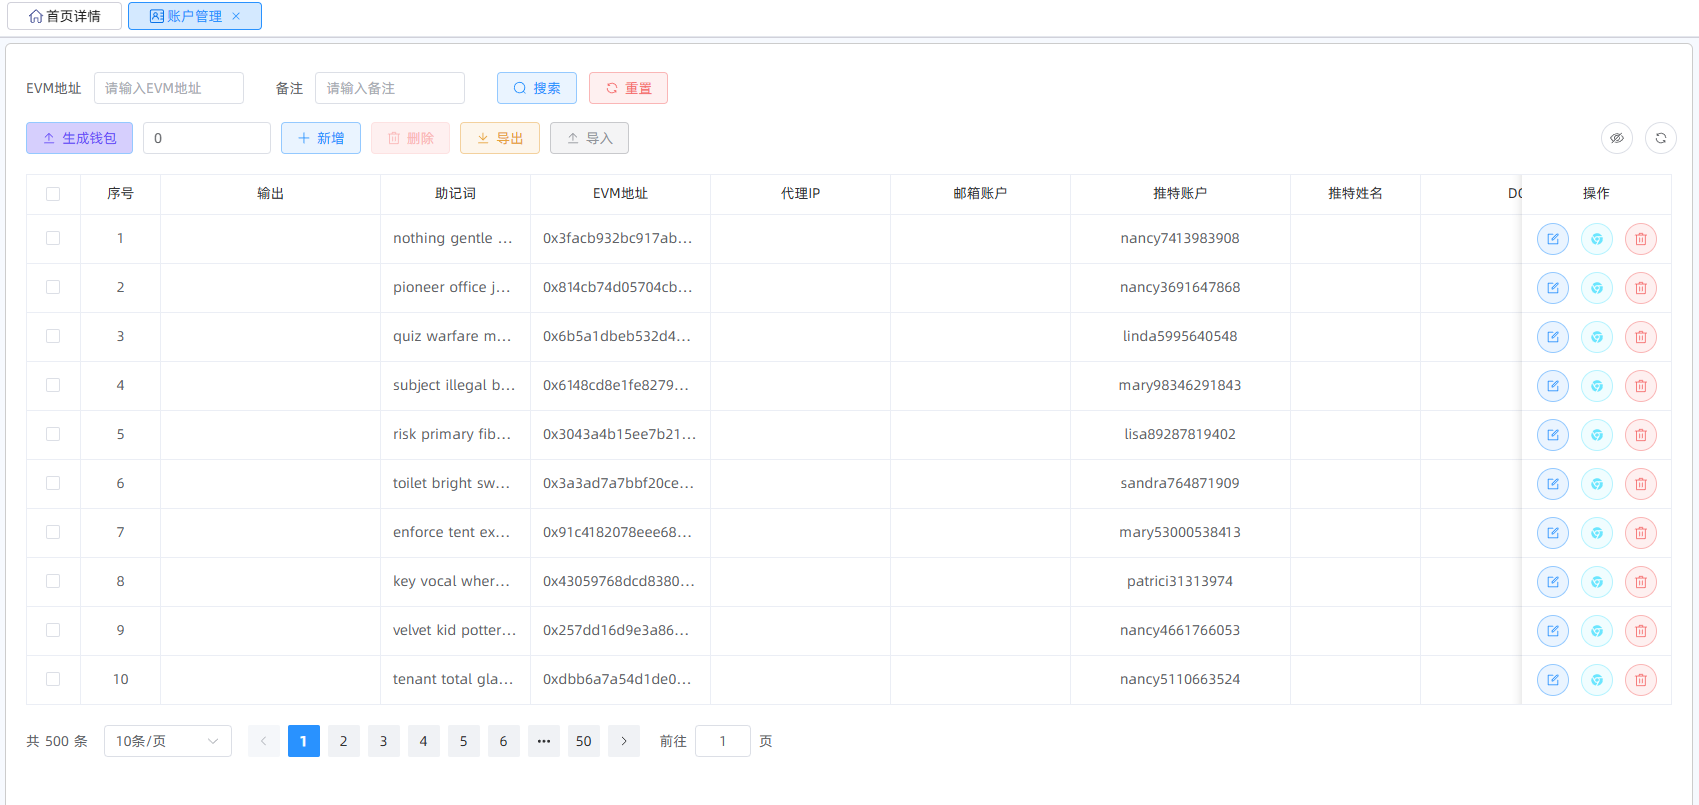 首页详情 账户管理
EVM地址 请输入EVM地址 备注 请输入备注 搜索 重置
生成钱包 0 新增 删除 导出 导入
序号 输出 助记词 EVM地址 代理IP 邮箱账户 推特账户 推特姓名 操作
1 nothing gentle ... 0x3facb932bc917ab... nancy7413983908
2 pioneer office j... 0x814cb74d05704cb... nancy3691647868
3 quiz warfare m... 0x6b5a1dbeb532d4... linda5995640548
4 subject illegal b... 0x6148cd8e1fe8279... mary98346291843
5 risk primary fib... 0x3043a4b15ee7b21... lisa89287819402
6 toilet bright sw... 0x3a3ad7a7bbf20ce... sandra764871909
7 enforce tent ex... 0x91c4182078eee68... mary53000538413
8 key vocal wher... 0x43059768dcd8380... patrici31313974
9 velvet kid potter... 0x257dd16d9e3a86... nancy4661766053
10 tenant total gla... 0xdbb6a7a54d1de0... nancy5110663524
共 500 条 10条/页 1 2 3 4 5 6 ••• 50 前往 1 页